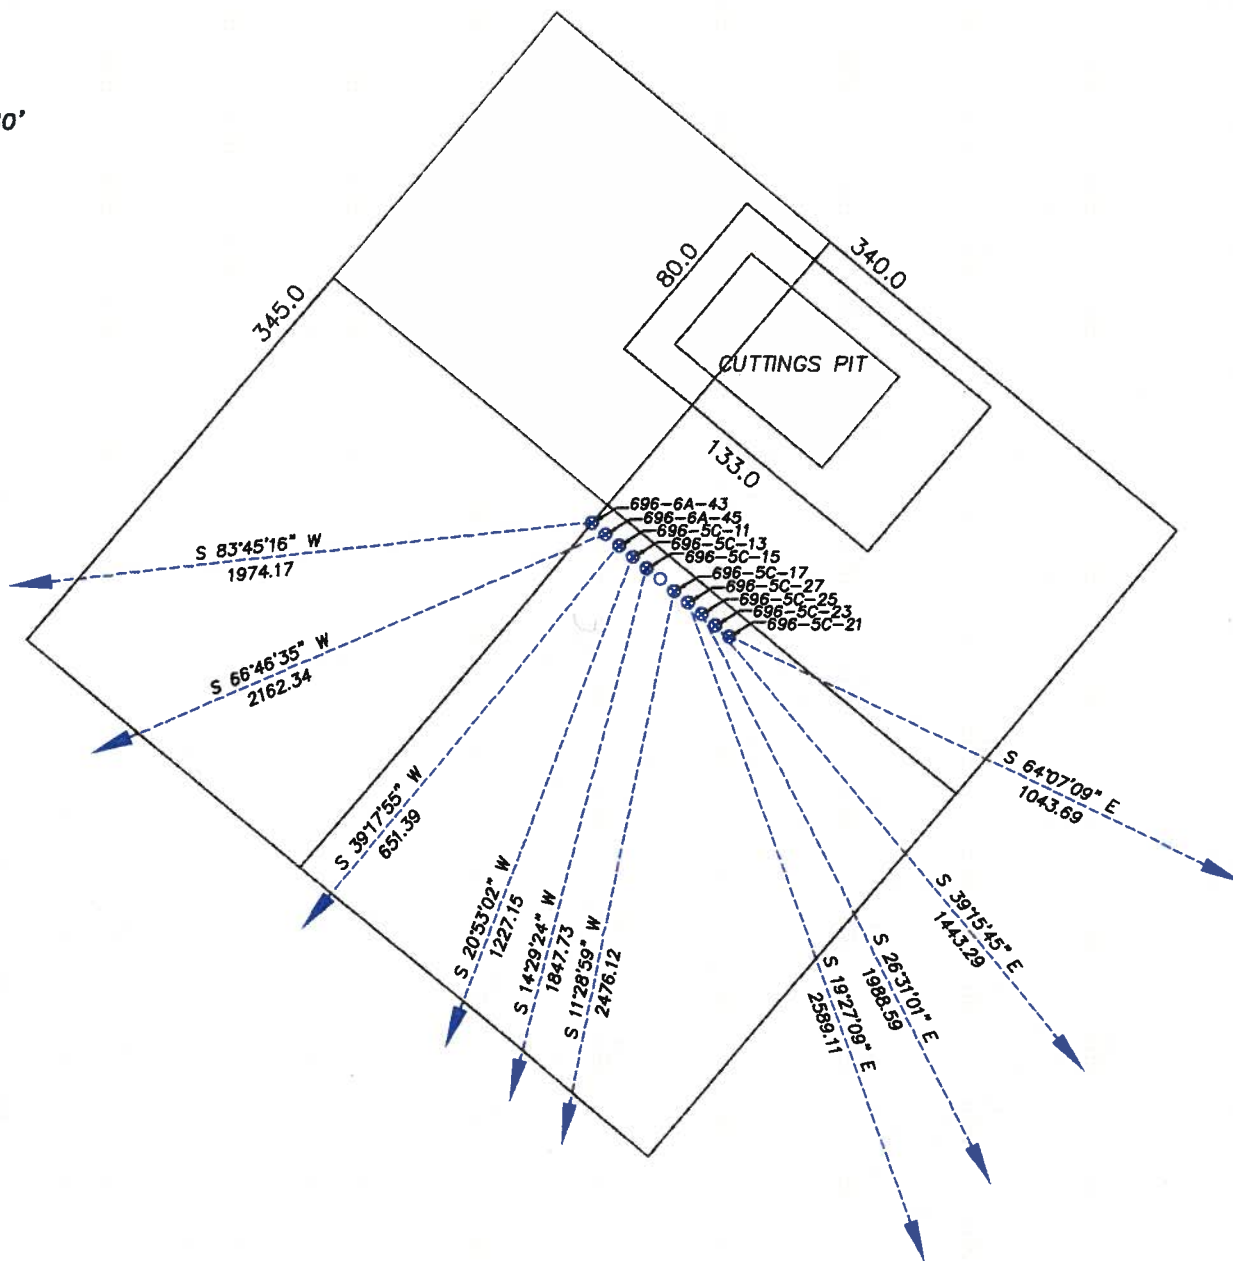 0'
340.0
80.0
345.0
CUTTINGS PIT
133.0
696-6A-43
696-6A-45
696-5C-11
696-5C-13
696-5C-15
696-5C-17
696-5C-27
696-5C-25
696-5C-23
696-5C-21
S 83°45'16" W
1974.17
S 66°46'35" W
2162.34
S 39°17'55" W
651.39
S 20°53'02" W
1227.15
S 14°29'24" W
1847.73
S 11°28'59" W
2476.12
S 19°27'09" E
2589.11
S 26°31'01" E
1988.59
S 39°15'45" E
1443.29
S 64°07'09" E
1043.69